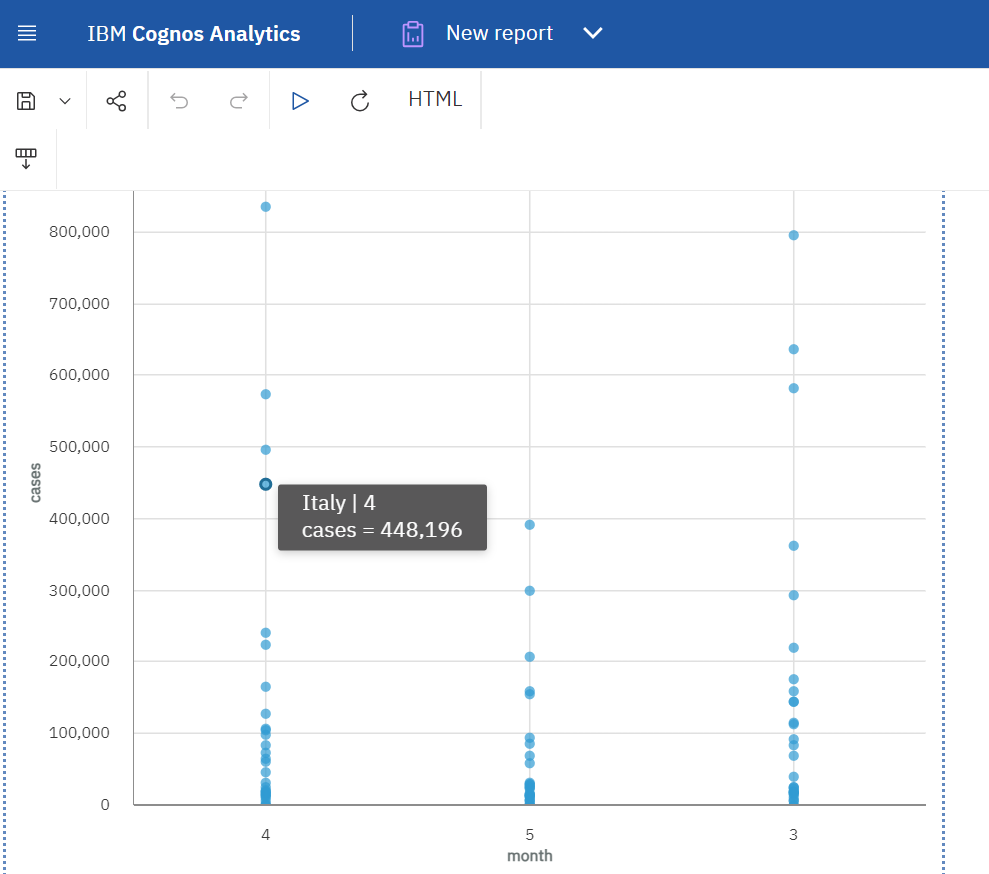 IBM Cognos Analytics
New report
HTML
800,000
700,000
600,000
500,000
400,000
300,000
200,000
100,000
0
cases
Italy | 4
cases = 448,196
4
5
3
month